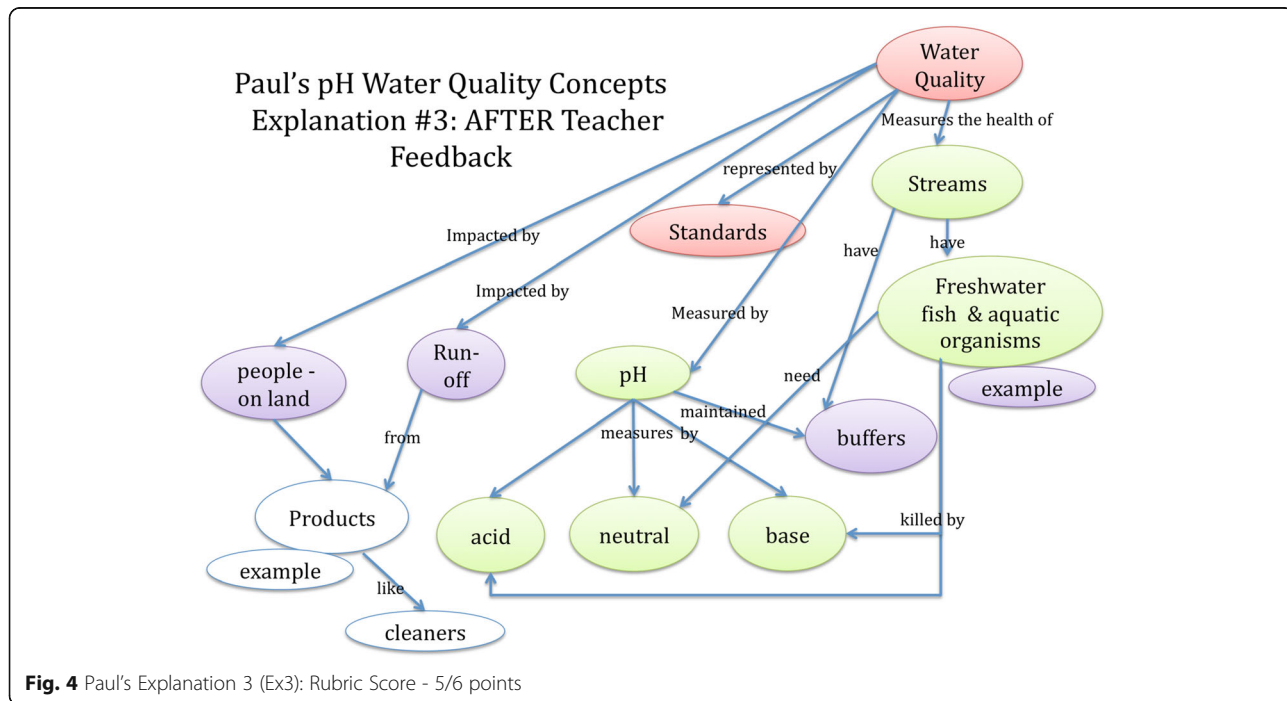 Paul's pH Water Quality Concepts
Explanation #3: AFTER Teacher
Feedback
Water
Quality
Measures the health of
represented by
Streams
Standards
Impacted by
have
have
Impacted by
Measured by
Freshwater
fish & aquatic
organisms
people -
on land
Run-
off
pH
need
example
maintained
buffers
from
measures
by
Products
acid
neutral
base
killed by
example
like
cleaners
Fig. 4 Paul's Explanation 3 (Ex3): Rubric Score - 5/6 points